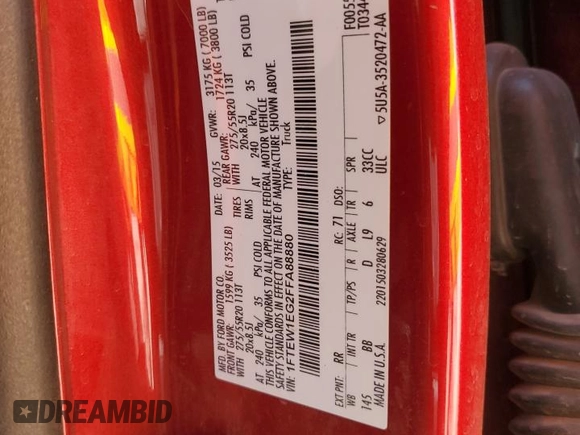 MFD. BY FORD MOTOR CO.
DATE: 03/15 GVWR: 3175 KG ( 7000 LB)
FRONT GAWR: 1599 KG ( 3525 LB) REAR GAWR: 1724 KG ( 3800 LB)
WITH 275/55R20 113T TIRES WITH 275/55R20 113T
20x8.5J RIMS 20x8.5J
AT 240 kPa/ 35 PSI COLD AT 240 kPa/ 35 PSI COLD
THIS VEHICLE CONFORMS TO ALL APPLICABLE FEDERAL MOTOR VEHICLE
SAFETY STANDARDS IN EFFECT ON THE DATE OF MANUFACTURE SHOWN ABOVE.
VIN: 1FTEW1EG2FFA88880 TYPE: Truck
F0055
T0344
EXT PNT: RR RC: 71 DSO:
WB INT TR TP/PS R AXLE TR SPR
145 BB D L9 6 33CC
MADE IN U.S.A. 2201503280629 ULC
5U5A-3520472-AA
DREAMBID